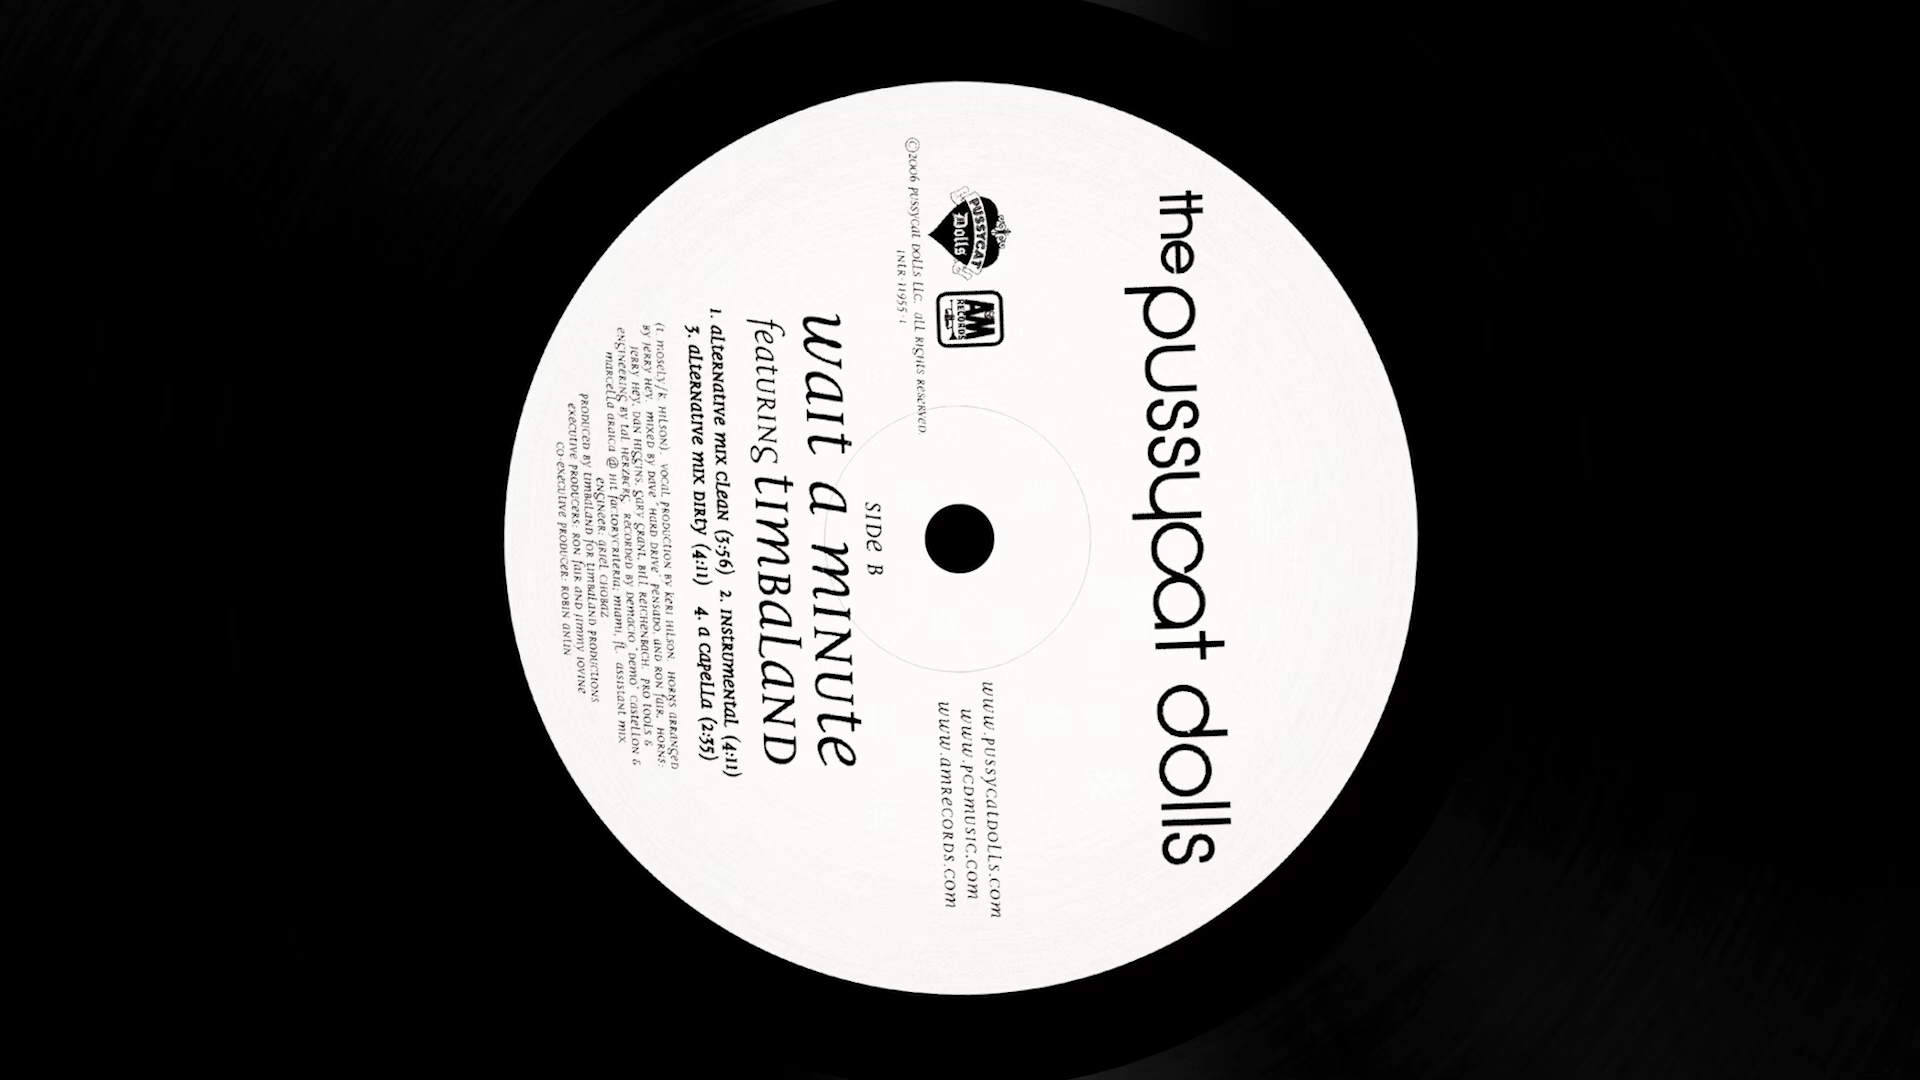 the pussycat dolls
PUSSYCAT
Dolls
AM
RECORDS
www.pussycatdolls.com
www.pcdmusic.com
www.amrecords.com
©2006 pussycat dolls llc. all rights reserved.
INTR-11955-1
SIDE B
wait a minute
featuring timbaland
1. alternative mix clean (3:56) 2. instrumental (4:11)
3. alternative mix dirty (4:11) 4. a capella (2:35)
(t. mosely/k. hilson). vocal production by keri hilson. horns arranged
by jerry hey. mixed by dave "hard drive" pensado, and ron fair. horns:
jerry hey, dan higgins, gary grant, bill reichenbach. pro tools &
engineering by tal herzberg. recorded by demacio "demo" castellon &
marcella araica @ hit factory/criteria; miami, fl. assistant mix
engineer: ariel chobaz
produced by timbaland for timbaland productions
executive producers: ron fair and jimmy iovine
co-executive producer: robin antin